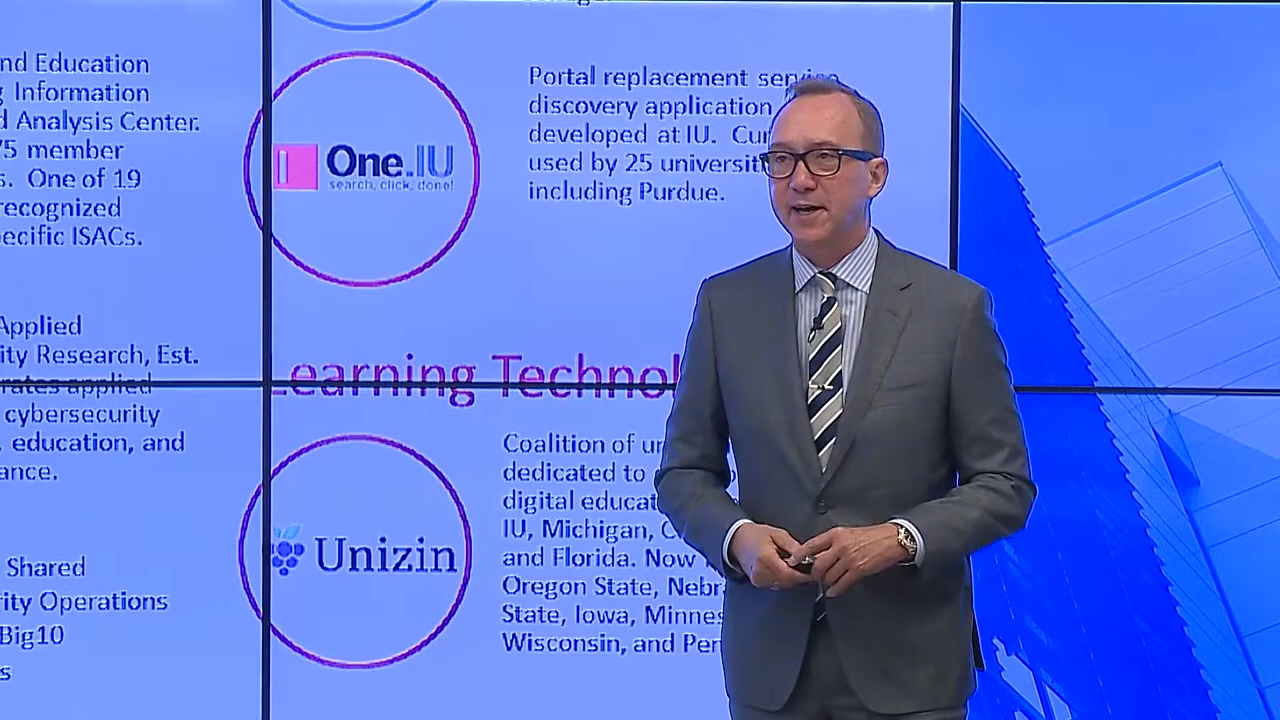 nd Education
Information
d Analysis Center.
75 member
s. One of 19
recognized
ecific ISACs.
Applied
ity Research, Est.
rates applied
cybersecurity
, education, and
ance.
Shared
rity Operations
Big10
s
One.IU
search, click, done!
Portal replacement service
discovery application
developed at IU. Cu
used by 25 universit
including Purdue.
Learning Technol
Unizin
Coalition of un
dedicated to
digital educat
IU, Michigan, C
and Florida. Now
Oregon State, Nebr
State, Iowa, Minnes
Wisconsin, and Pen